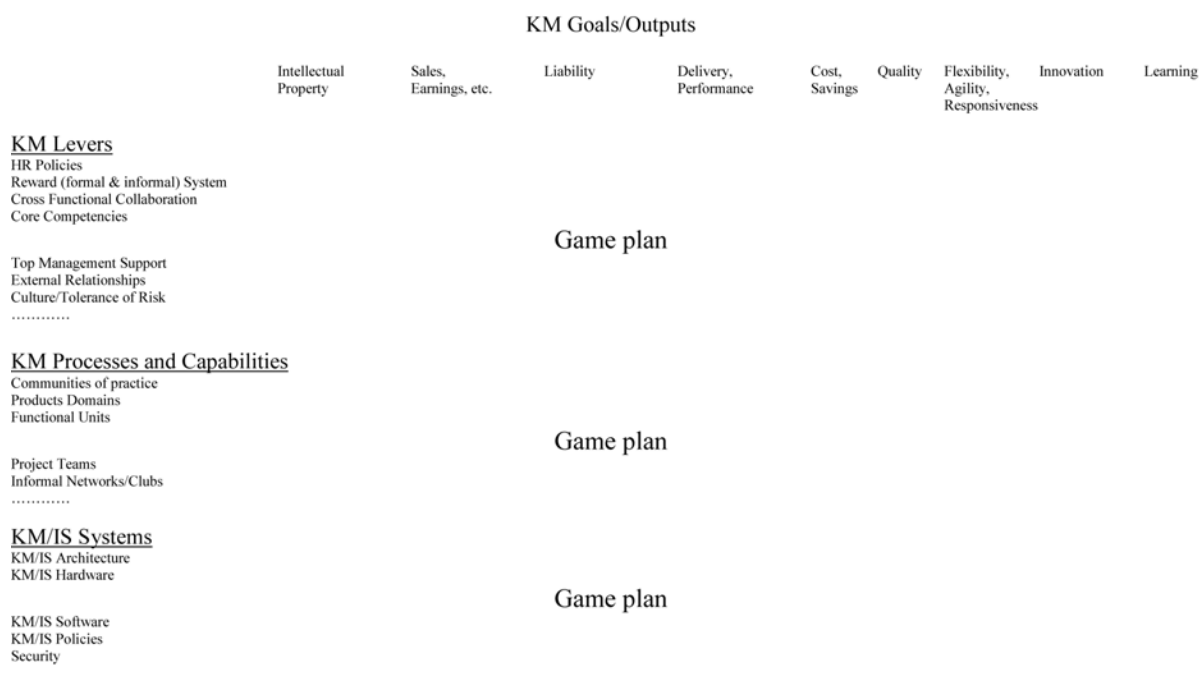 KM Goals/Outputs
Intellectual Property
Sales, Earnings, etc.
Liability
Delivery, Performance
Cost, Savings
Quality
Flexibility, Agility, Responsiveness
Innovation
Learning
KM Levers
HR Policies
Reward (formal & informal) System
Cross Functional Collaboration
Core Competencies
Game plan
Top Management Support
External Relationships
Culture/Tolerance of Risk
…………
KM Processes and Capabilities
Communities of practice
Products Domains
Functional Units
Game plan
Project Teams
Informal Networks/Clubs
…………
KM/IS Systems
KM/IS Architecture
KM/IS Hardware
Game plan
KM/IS Software
KM/IS Policies
Security